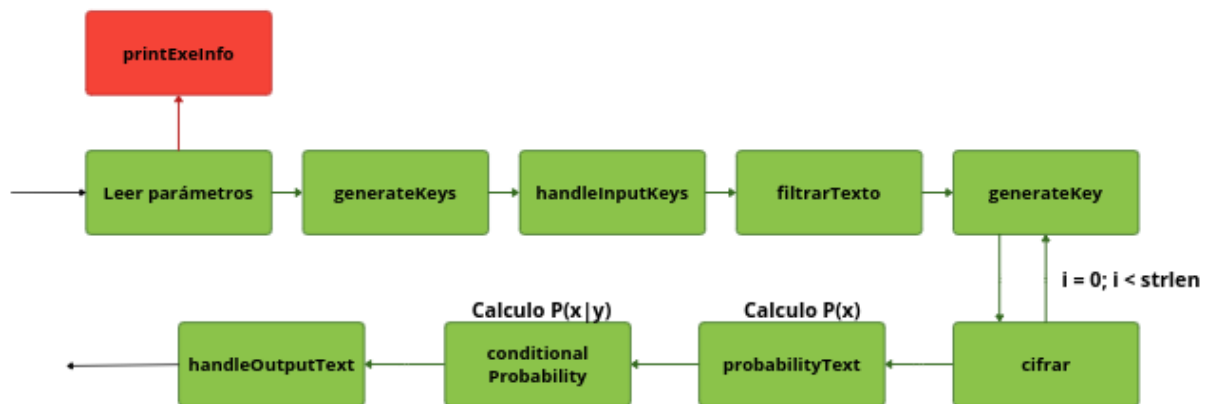 printExeInfo
Leer parámetros
generateKeys
handleInputKeys
filtrarTexto
generateKey
i = 0; i < strlen
Calculo P(x|y)
Calculo P(x)
handleOutputText
conditional
Probability
probabilityText
cifrar